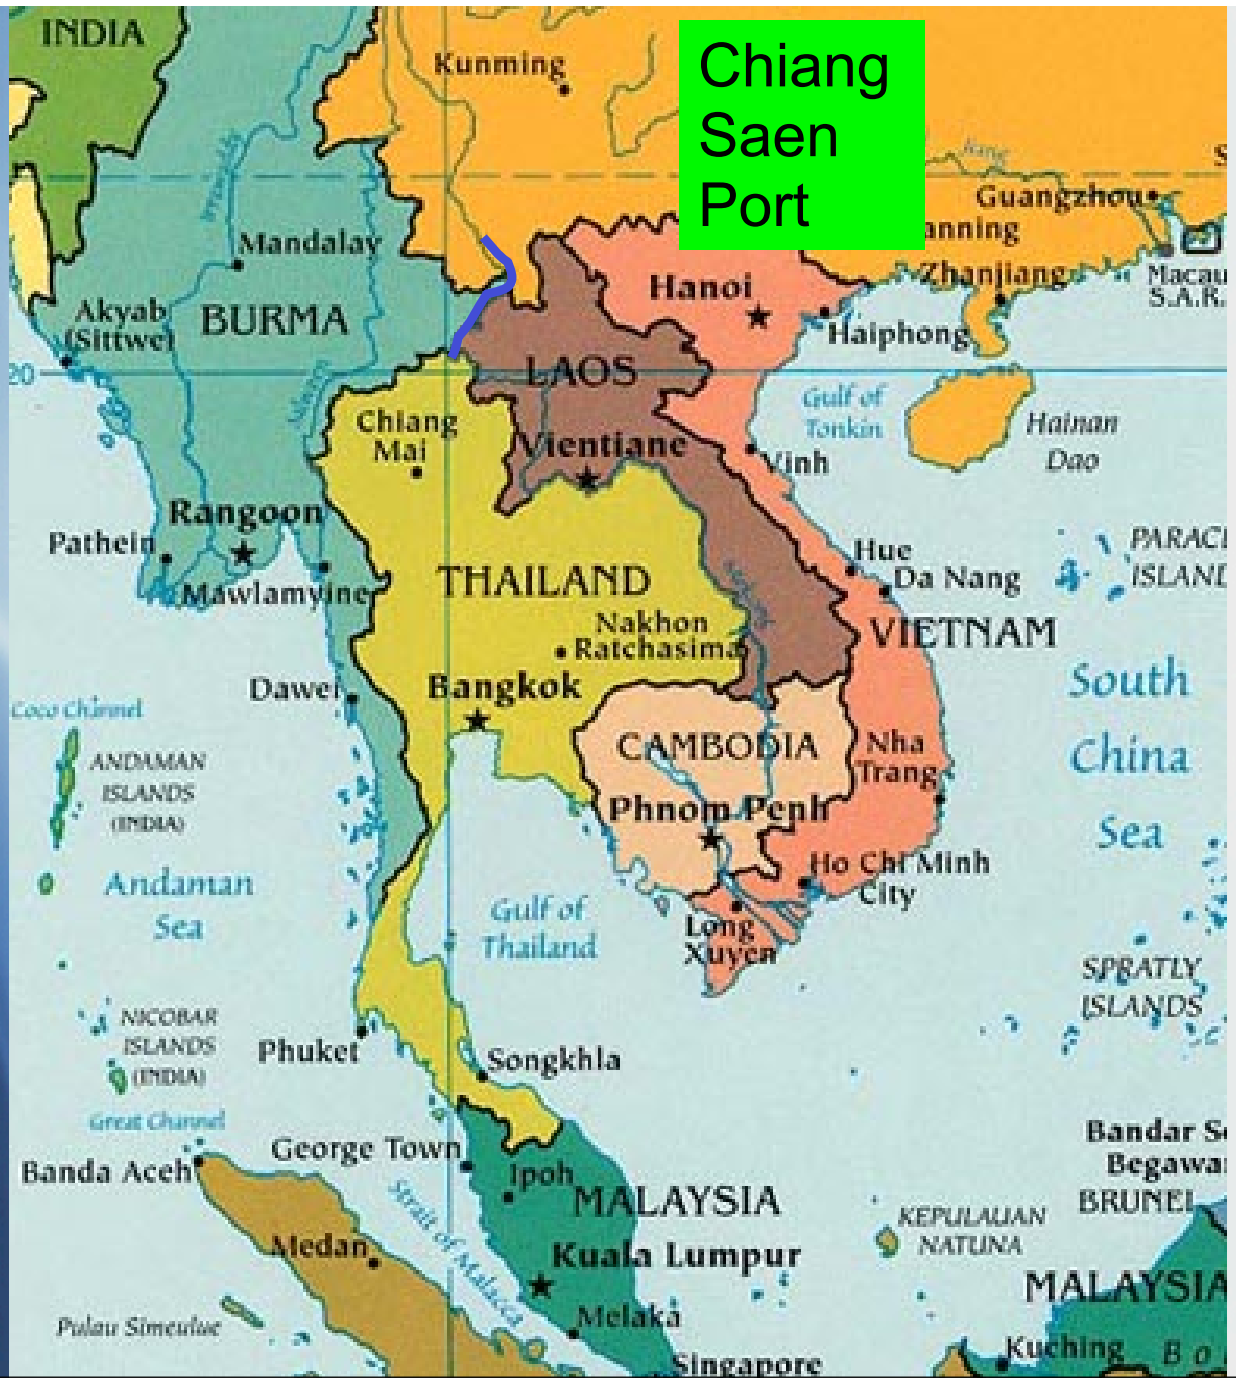 INDIA
Kunming
Chiang
Saen
Port
Guangzhou
anning
Mandalay
Zhanjiang
Macau
S.A.R.
Hanoi
Akyab
(Sittwe)
BURMA
Haiphong
20
LAOS
Gulf of
Tonkin
Hainan
Dao
Chiang
Mai
Vientiane
Vinh
Rangoon
Pathein
Mawlamyine
Hue
Da Nang
PARACE
ISLAND
THAILAND
Nakhon
Ratchasima
VIETNAM
Dawei
Bangkok
South
China
Sea
Coco Channel
ANDAMAN
ISLANDS
(INDIA)
CAMBODIA
Nha
Trang
Phnom Penh
Ho Chi Minh
City
Andaman
Sea
Gulf of
Thailand
Long
Xuyen
SPRATLY
ISLANDS
NICOBAR
ISLANDS
(INDIA)
Phuket
Songkhla
Great Channel
George Town
Banda Aceh
Ipoh
Strait of Malacca
MALAYSIA
Bandar Se
Begawa
BRUNEI
KEPULAUAN
NATUNA
Medan
Kuala Lumpur
MALAYSIA
Melaka
Pulau Simeulue
Singapore
Kuching
Bo